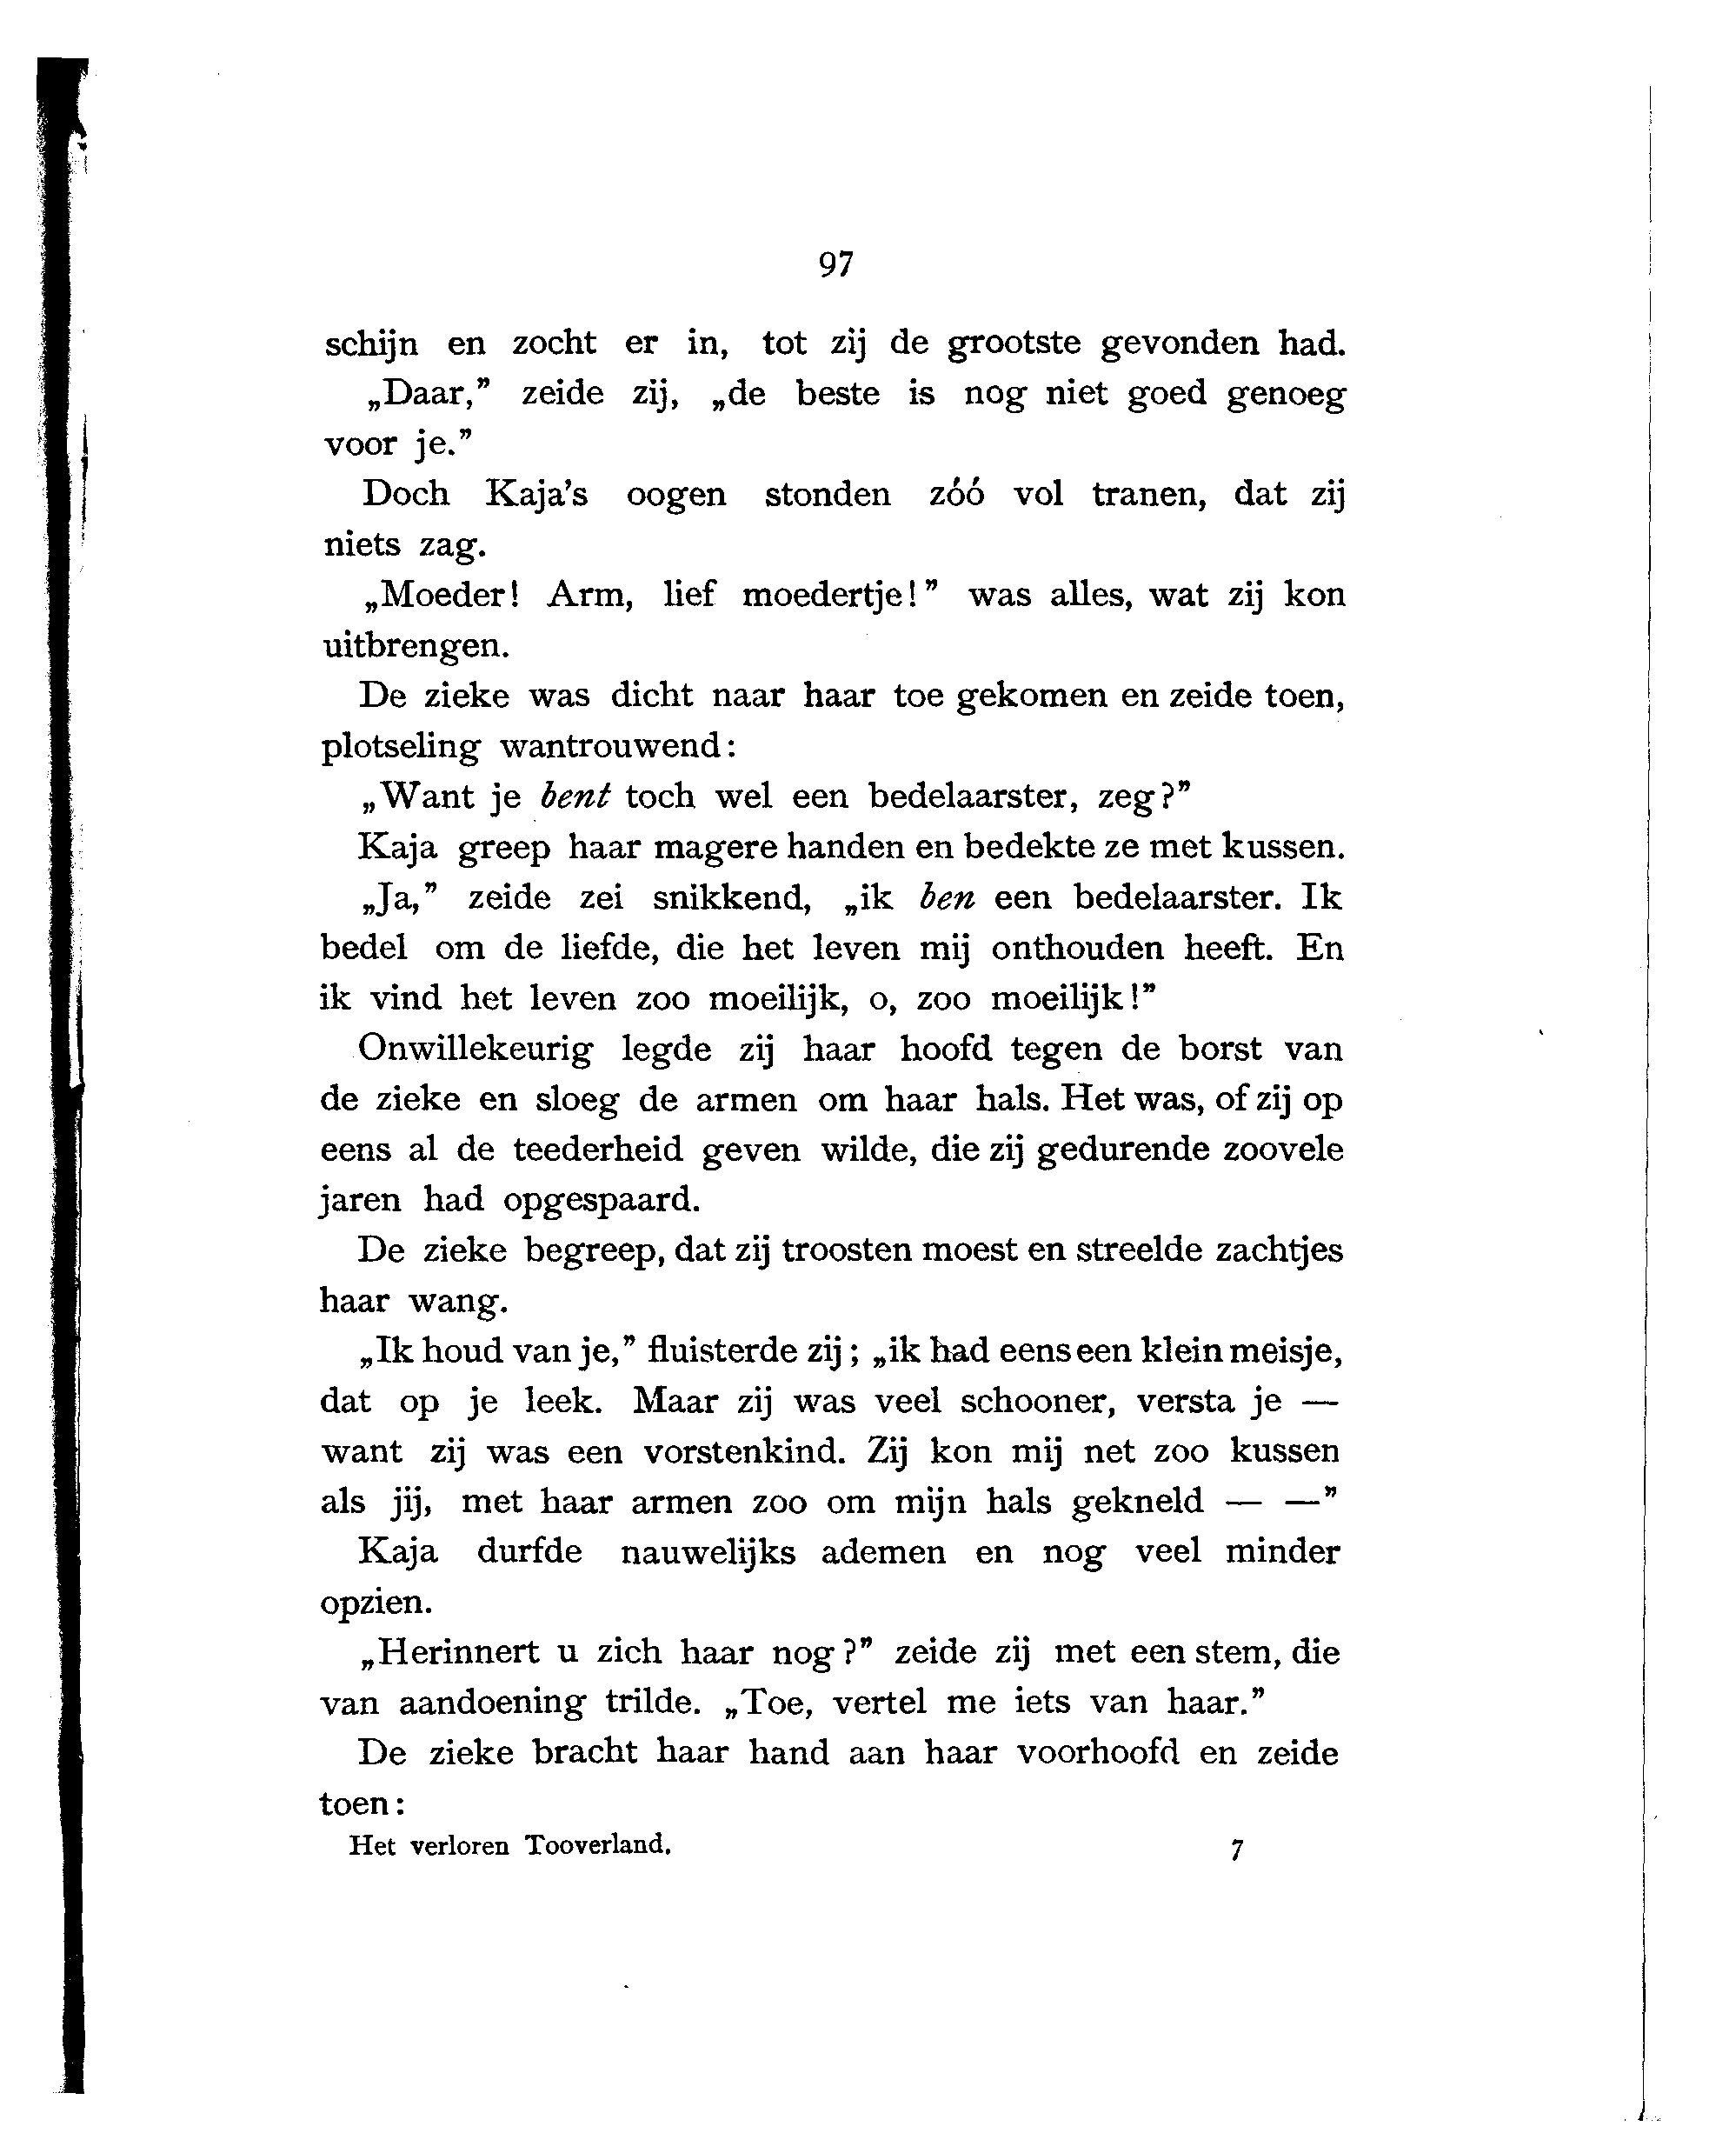 97
schijn en zocht er in, tot zij de grootste gevonden had.
„Daar,” zeide zij, „de beste is nog niet goed genoeg
voor je.”
Doch Kaja's oogen stonden zóó vol tranen, dat zij
niets zag.
„Moeder! Arm, lief moedertje!” was alles, wat zij kon
uitbrengen.
De zieke was dicht naar haar toe gekomen en zeide toen,
plotseling wantrouwend:
„Want je bent toch wel een bedelaarster, zeg?”
Kaja greep haar magere handen en bedekte ze met kussen.
„Ja,” zeide zei snikkend, „ik ben een bedelaarster. Ik
bedel om de liefde, die het leven mij onthouden heeft. En
ik vind het leven zoo moeilijk, o, zoo moeilijk!”
Onwillekeurig legde zij haar hoofd tegen de borst van
de zieke en sloeg de armen om haar hals. Het was, of zij op
eens al de teederheid geven wilde, die zij gedurende zoovele
jaren had opgespaard.
De zieke begreep, dat zij troosten moest en streelde zachtjes
haar wang.
„Ik houd van je,” fluisterde zij; „ik had eens een klein meisje,
dat op je leek. Maar zij was veel schooner, versta je —
want zij was een vorstenkind. Zij kon mij net zoo kussen
als jij, met haar armen zoo om mijn hals gekneld — —”
Kaja durfde nauwelijks ademen en nog veel minder
opzien.
„Herinnert u zich haar nog?” zeide zij met een stem, die
van aandoening trilde. „Toe, vertel me iets van haar.”
De zieke bracht haar hand aan haar voorhoofd en zeide
toen:
Het verloren Tooverland. 7